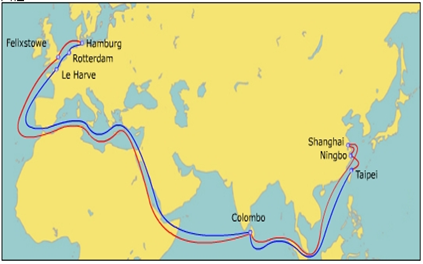 Felixstowe
Hamburg
Rotterdam
Le Harve
Shanghai
Ningbo
Taipei
Colombo